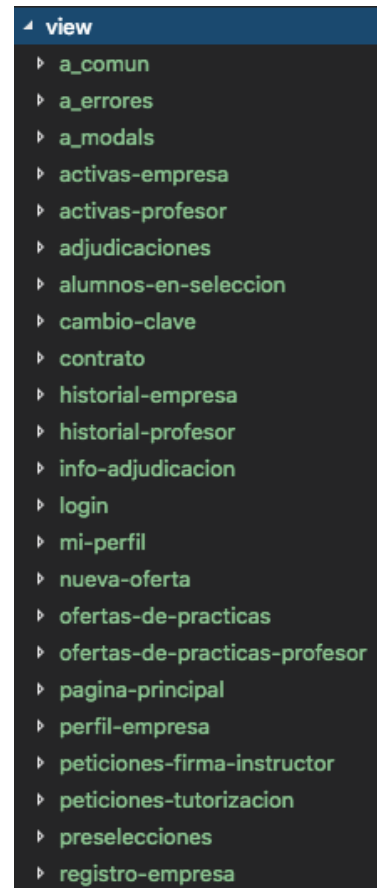 view
a_comun
a_errores
a_modals
activas-empresa
activas-profesor
adjudicaciones
alumnos-en-seleccion
cambio-clave
contrato
historial-empresa
historial-profesor
info-adjudicacion
login
mi-perfil
nueva-oferta
ofertas-de-practicas
ofertas-de-practicas-profesor
pagina-principal
perfil-empresa
peticiones-firma-instructor
peticiones-tutorizacion
preselecciones
registro-empresa